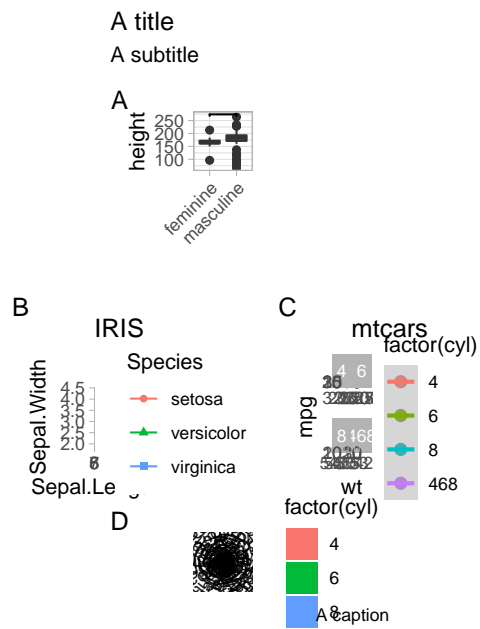 A title
A subtitle
A
height
250
200
150
100
feminine
masculine
B
IRIS
Species
Sepal.Width
4.5
4.0
3.5
3.0
2.5
2.0
setosa
versicolor
virginica
C
mtcars
factor(cyl)
mpg
4
6
8
wt
4
6
8
468
D
factor(cyl)
4
6
8
A caption